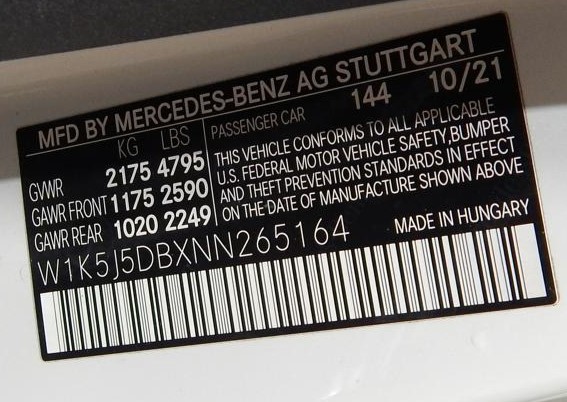 MFD BY MERCEDES-BENZ AG STUTTGART
KG LBS
GVWR 2175 4795
GAWR FRONT 1175 2590
GAWR REAR 1020 2249
PASSENGER CAR 144 10/21
THIS VEHICLE CONFORMS TO ALL APPLICABLE
U.S. FEDERAL MOTOR VEHICLE SAFETY, BUMPER
AND THEFT PREVENTION STANDARDS IN EFFECT
ON THE DATE OF MANUFACTURE SHOWN ABOVE
W1K5J5DBXNN265164
MADE IN HUNGARY